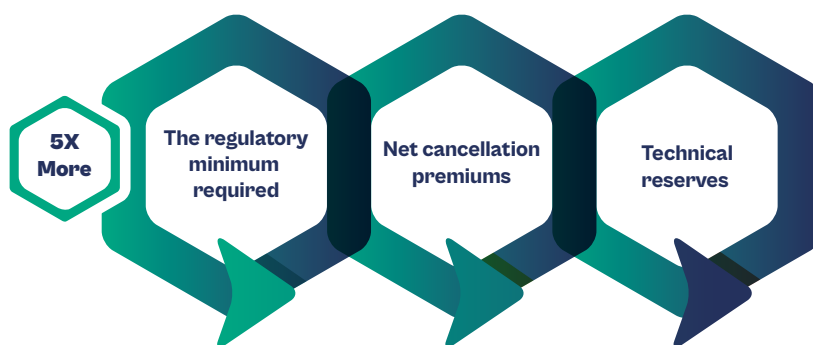 5X
More
The regulatory
minimum
required
Net cancellation
premiums
Technical
reserves